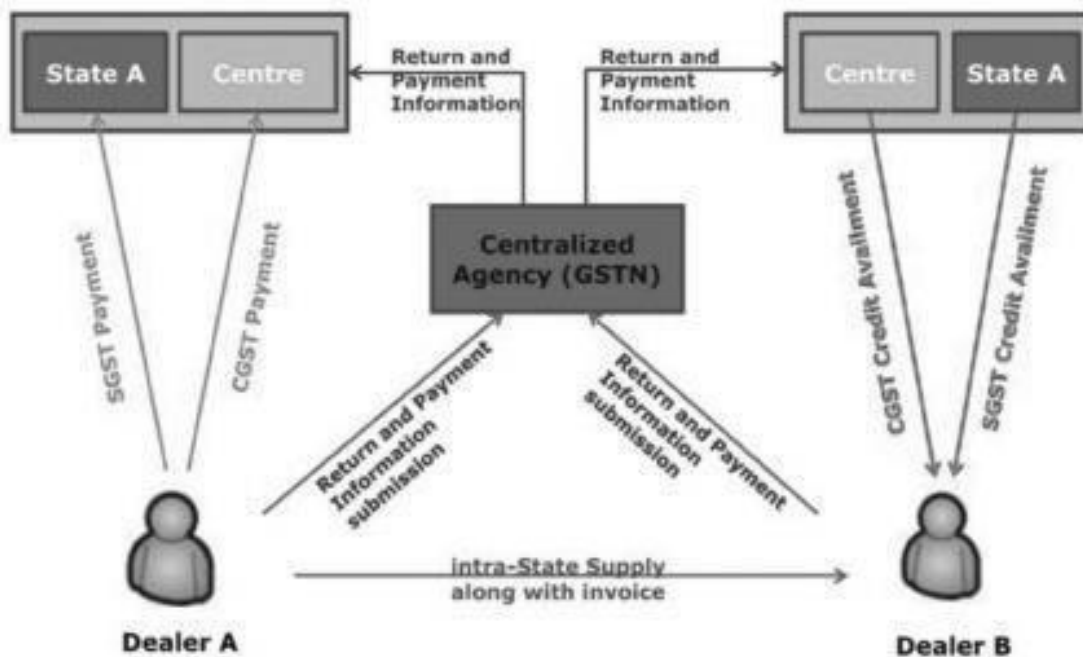 State A
Centre
Return and
Payment
Information
Return and
Payment
Information
Centre
State A
Centralized
Agency (GSTN)
SGST Payment
CGST Payment
CGST Credit Availment
SGST Credit Availment
Return and Payment
Information
submission
Return and Payment
Information
submission
intra-State Supply
along with invoice
Dealer A
Dealer B